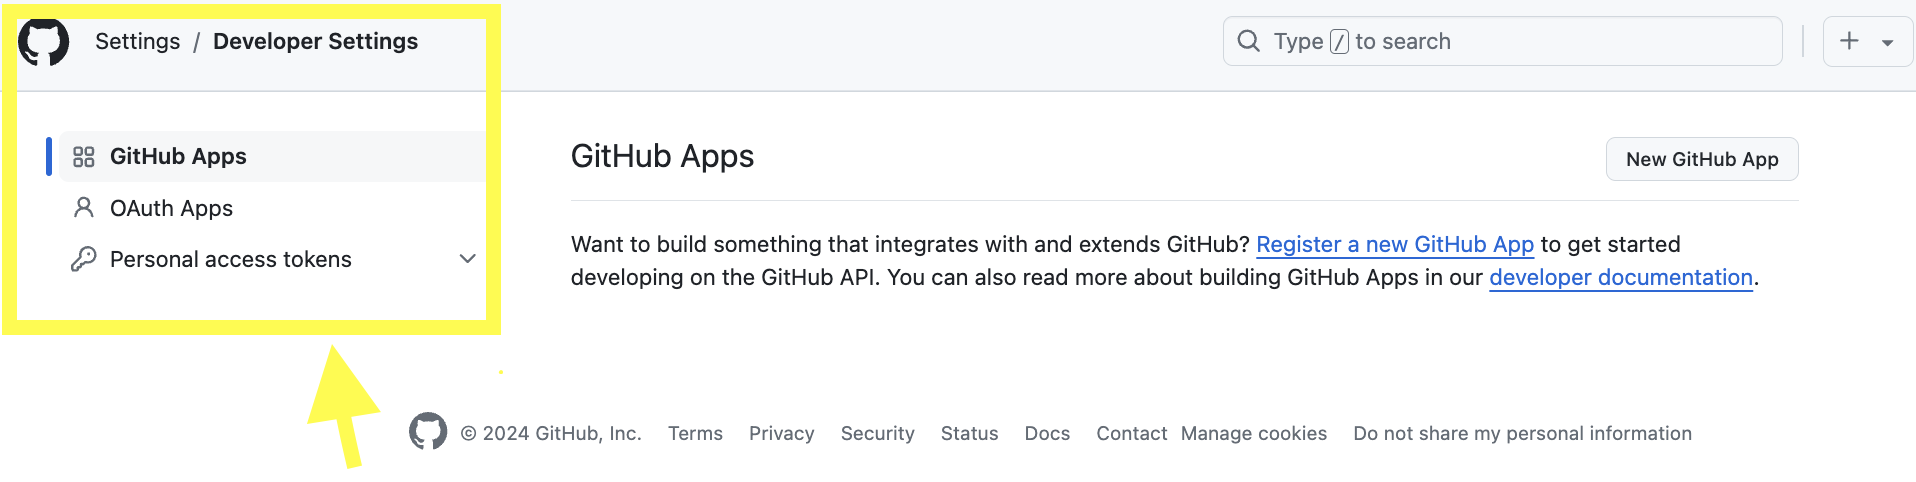 Settings / Developer Settings
Type / to search
GitHub Apps
OAuth Apps
Personal access tokens
GitHub Apps
New GitHub App
Want to build something that integrates with and extends GitHub? Register a new GitHub App to get started
developing on the GitHub API. You can also read more about building GitHub Apps in our developer documentation.
© 2024 GitHub, Inc. Terms Privacy Security Status Docs Contact Manage cookies Do not share my personal information